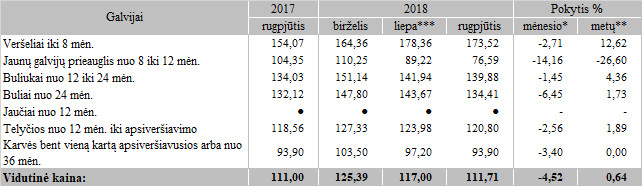 Galvijai 2017 2018 Pokytis %
rugpjūtis birželis liepa*** rugpjūtis mėnesio* metų**
Veršeliai iki 8 mėn. 154,07 164,36 178,36 173,52 -2,71 12,62
Jaunų galvijų prieauglis nuo 8 iki 12 mėn. 104,35 110,25 89,22 76,59 -14,16 -26,60
Buliukai nuo 12 iki 24 mėn. 134,03 151,14 141,94 139,88 -1,45 4,36
Buliai nuo 24 mėn. 132,12 147,80 143,67 134,41 -6,45 1,73
Jaučiai nuo 12 mėn. ● ● ● ● - -
Telyčios nuo 12 mėn. iki apsiveršiavimo 118,56 127,33 123,98 120,80 -2,56 1,89
Karvės bent vieną kartą apsiveršiavusios arba nuo
36 mėn. 93,90 103,50 97,20 93,90 -3,40 0,00
Vidutinė kaina: 111,00 125,39 117,00 111,71 -4,52 0,64